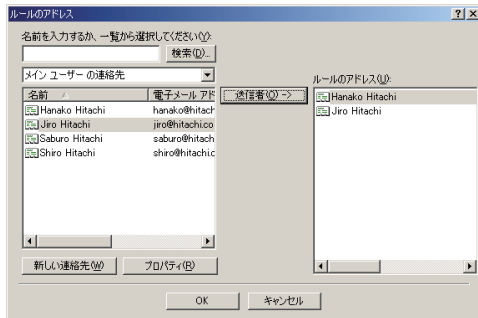 ルールのアドレス
名前を入力するか、一覧から選択してください(Y):
検索(D)...
メイン ユーザー の連絡先
ルールのアドレス(U):
名前
電子メール アド
送信者(O) ->
Hanako Hitachi
hanako@hitach
Jiro Hitachi
jiro@hitachi.co
Saburo Hitachi
saburo@hitach
Shiro Hitachi
shiro@hitachi.c
Hanako Hitachi
Jiro Hitachi
新しい連絡先(W)
プロパティ(R)
OK
キャンセル